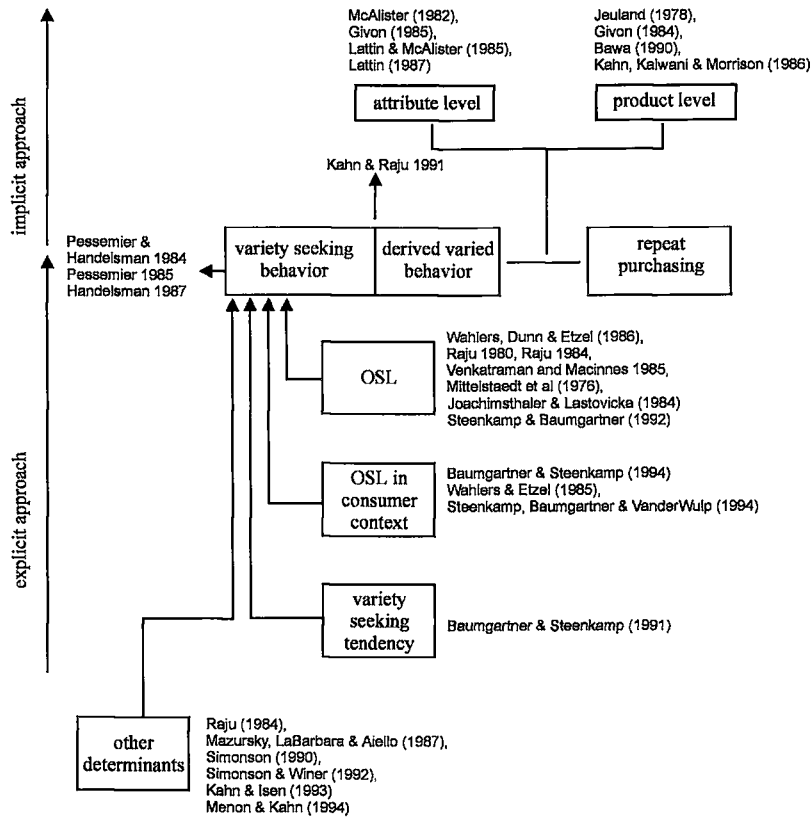 McAlister (1982),
Givon (1985),
Lattin & McAlister (1985),
Lattin (1987)
Jeuland (1978),
Givon (1984),
Bawa (1990),
Kahn, Kalwani & Morrison (1986)
attribute level
product level
implicit approach
Kahn & Raju 1991
Pessemier &
Handelsman 1984
Pessemier 1985
Handelsman 1987
variety seeking
behavior
derived varied
behavior
repeat
purchasing
explicit approach
OSL
Wahlers, Dunn & Etzel (1986),
Raju 1980, Raju 1984,
Venkatraman and Macinnes 1985,
Mittelstaedt et al (1976),
Joachimsthaler & Lastovicka (1984)
Steenkamp & Baumgartner (1992)
OSL in
consumer
context
Baumgartner & Steenkamp (1994)
Wahlers & Etzel (1985),
Steenkamp, Baumgartner & VanderWulp (1994)
variety
seeking
tendency
Baumgartner & Steenkamp (1991)
other
determinants
Raju (1984),
Mazursky, LaBarbara & Aiello (1987),
Simonson (1990),
Simonson & Winer (1992),
Kahn & Isen (1993)
Menon & Kahn (1994)